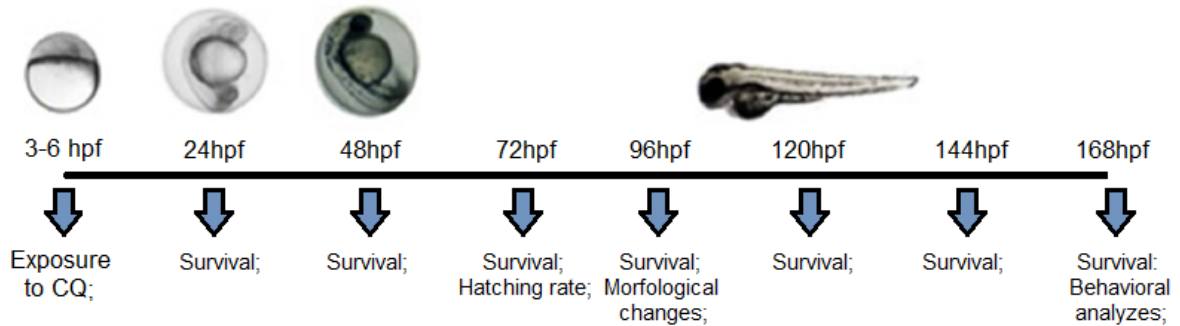 3-6 hpf 24hpf 48hpf 72hpf 96hpf 120hpf 144hpf 168hpf
Exposure
to CQ;
Survival;
Survival;
Survival;
Hatching rate;
Survival;
Morfological
changes;
Survival;
Survival;
Survival:
Behavioral
analyzes;